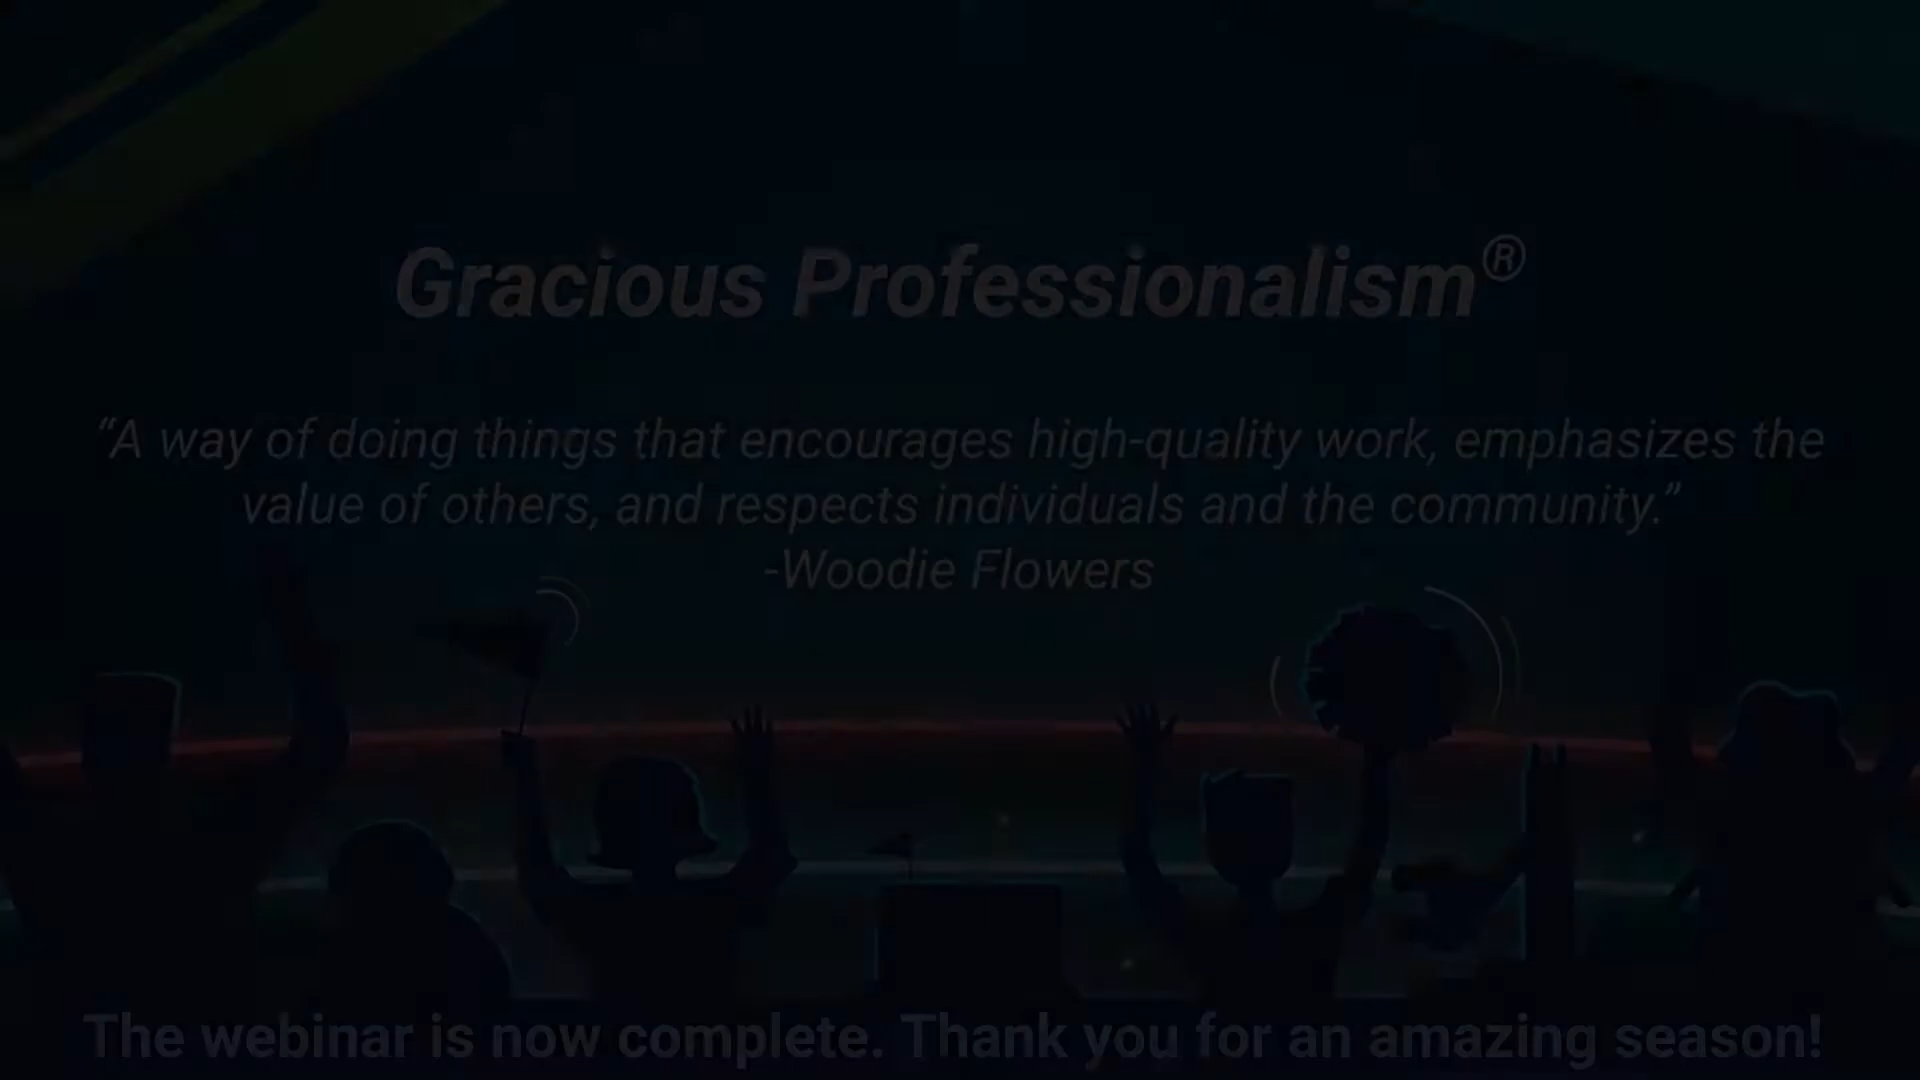 Gracious Professionalism®
“A way of doing things that encourages high-quality work, emphasizes the
value of others, and respects individuals and the community.”
-Woodie Flowers
The webinar is now complete. Thank you for an amazing season!